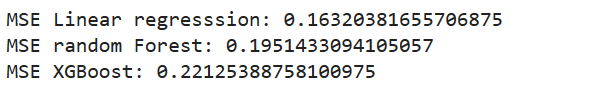 MSE Linear regresssion: 0.16320381655706875
MSE random Forest: 0.1951433094105057
MSE XGBoost: 0.22125388758100975